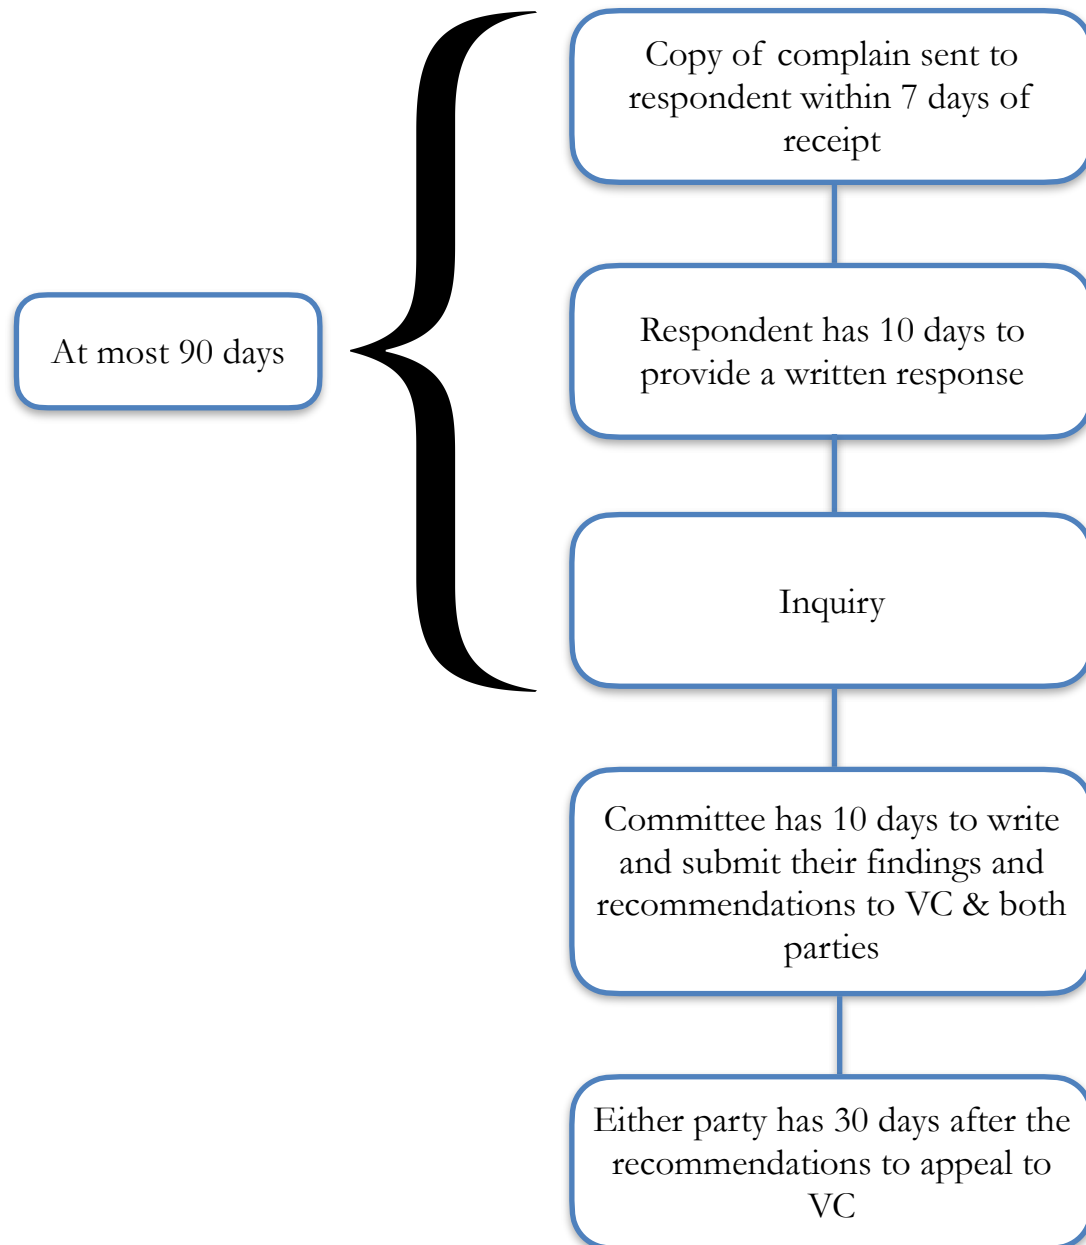 Copy of complain sent to
respondent within 7 days of
receipt
At most 90 days
Respondent has 10 days to
provide a written response
Inquiry
Committee has 10 days to write
and submit their findings and
recommendations to VC & both
parties
Either party has 30 days after the
recommendations to appeal to
VC